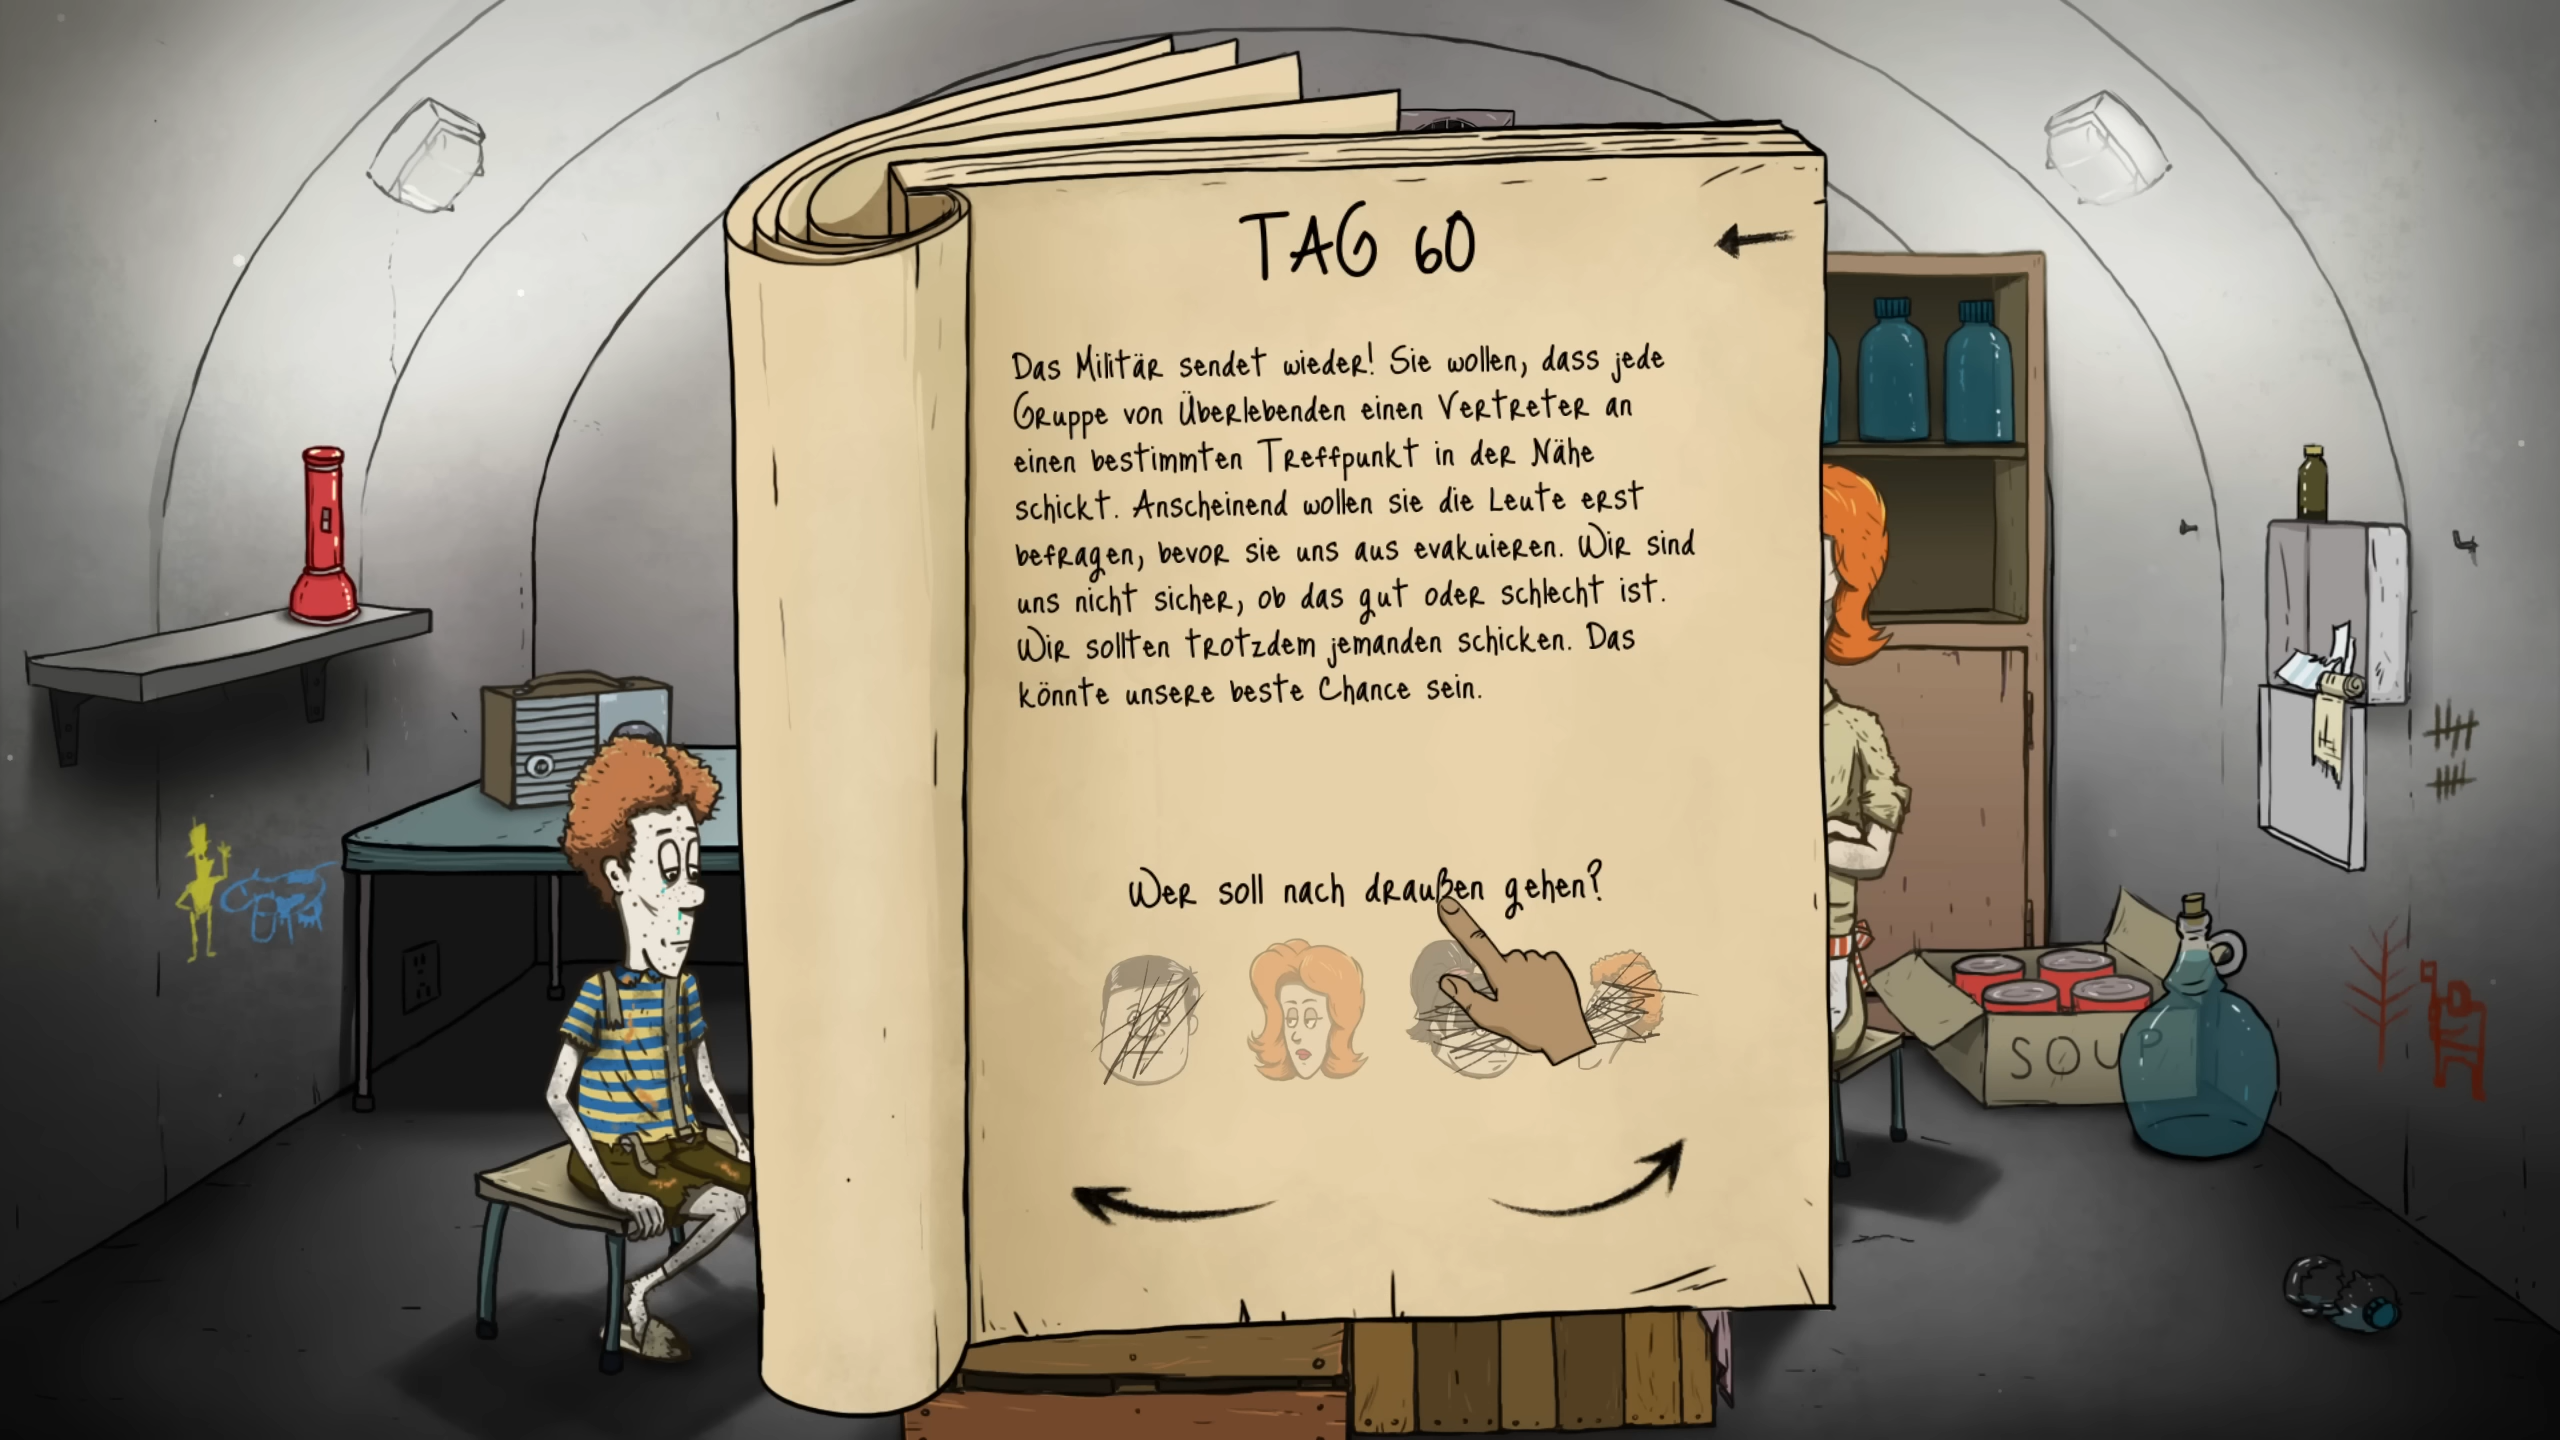 TAG 60
Das Militär sendet wieder! Sie wollen, dass jede
Gruppe von Überlebenden einen Vertreter an
einen bestimmten Treffpunkt in der Nähe
schickt. Anscheinend wollen sie die Leute erst
befragen, bevor sie uns aus evakuieren. Wir sind
uns nicht sicher, ob das gut oder schlecht ist.
Wir sollten trotzdem jemanden schicken. Das
könnte unsere beste Chance sein.
Wer soll nach draußen gehen?
SOUP